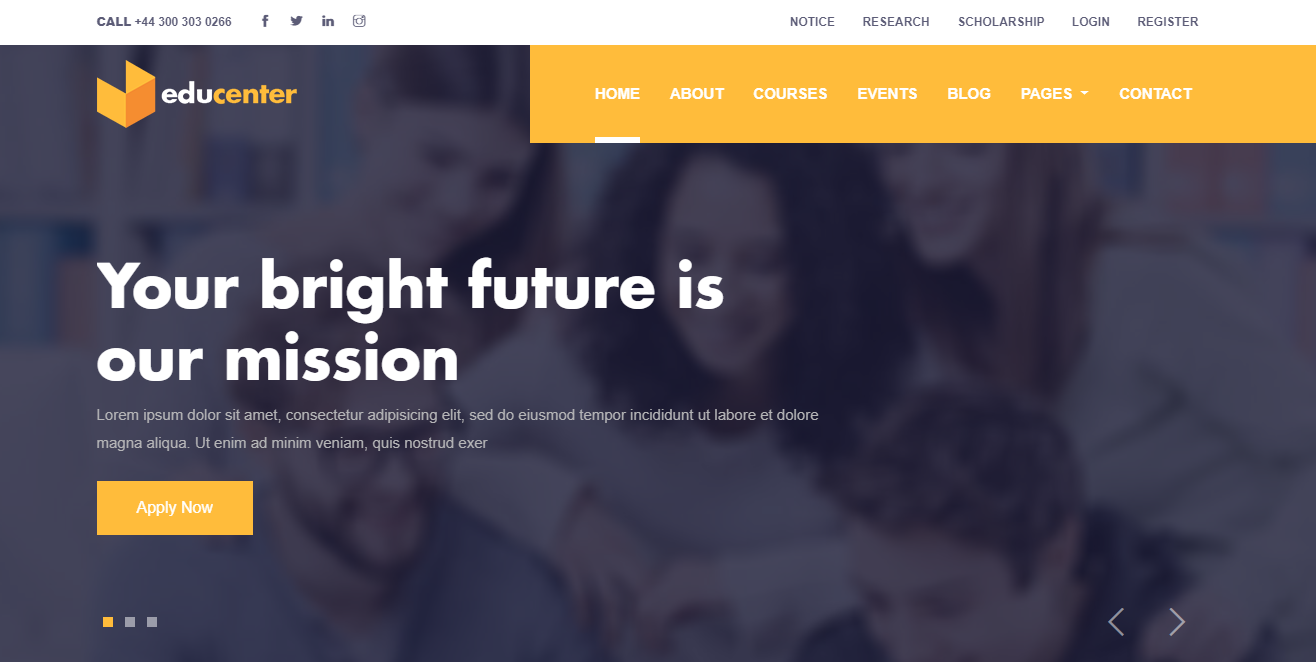 CALL +44 300 303 0266
NOTICE RESEARCH SCHOLARSHIP LOGIN REGISTER
educenter
HOME ABOUT COURSES EVENTS BLOG PAGES CONTACT
Your bright future is
our mission
Lorem ipsum dolor sit amet, consectetur adipisicing elit, sed do eiusmod tempor incididunt ut labore et dolore
magna aliqua. Ut enim ad minim veniam, quis nostrud exer
Apply Now